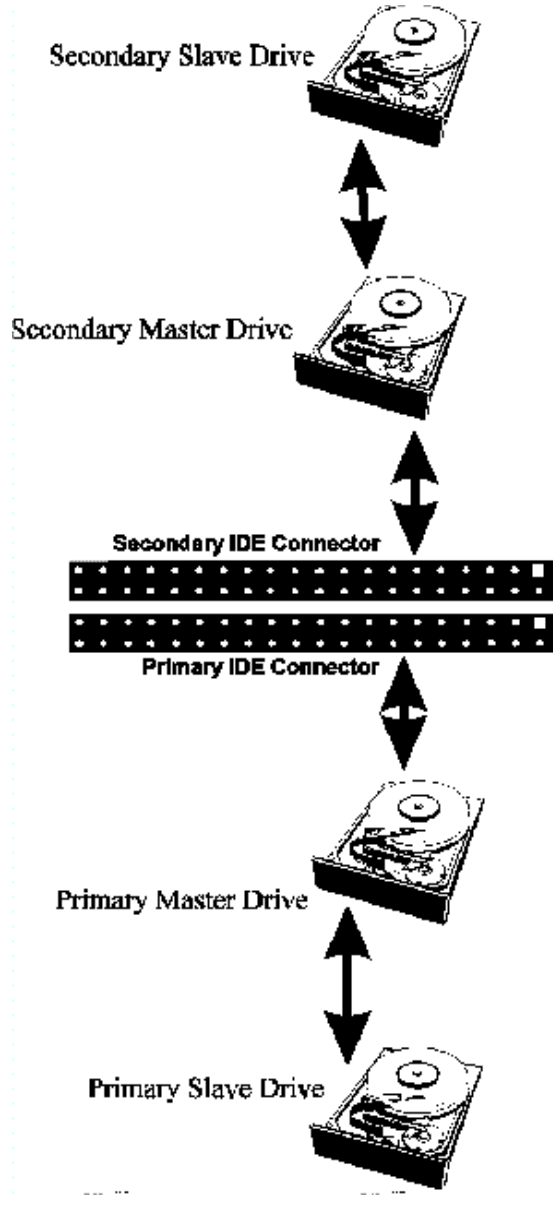 Secondary Slave Drive
Secondary Master Drive
Secondary IDE Connector
Primary IDE Connector
Primary Master Drive
Primary Slave Drive